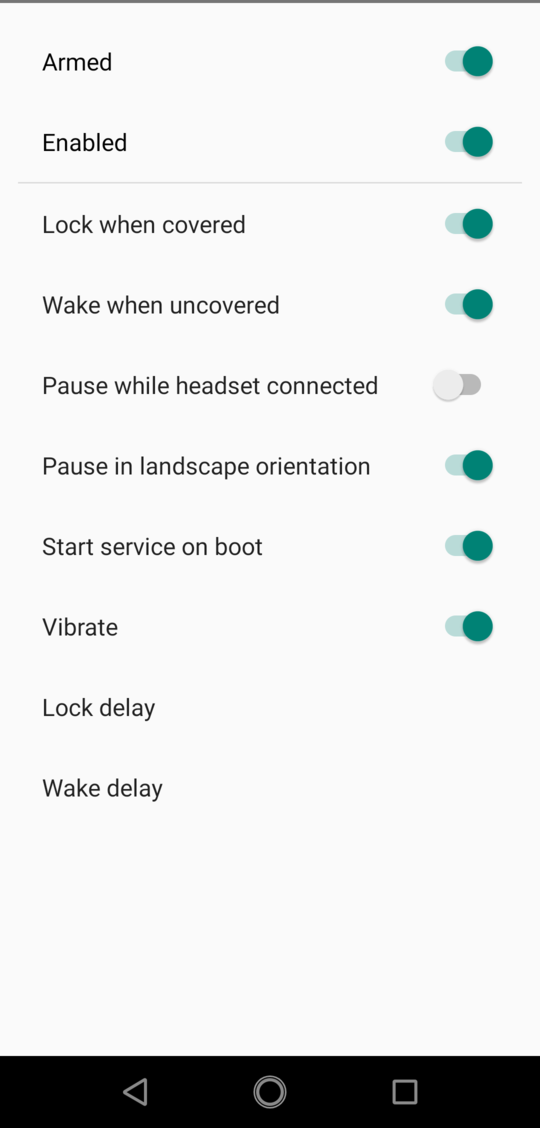 Armed
Enabled
Lock when covered
Wake when uncovered
Pause while headset connected
Pause in landscape orientation
Start service on boot
Vibrate
Lock delay
Wake delay